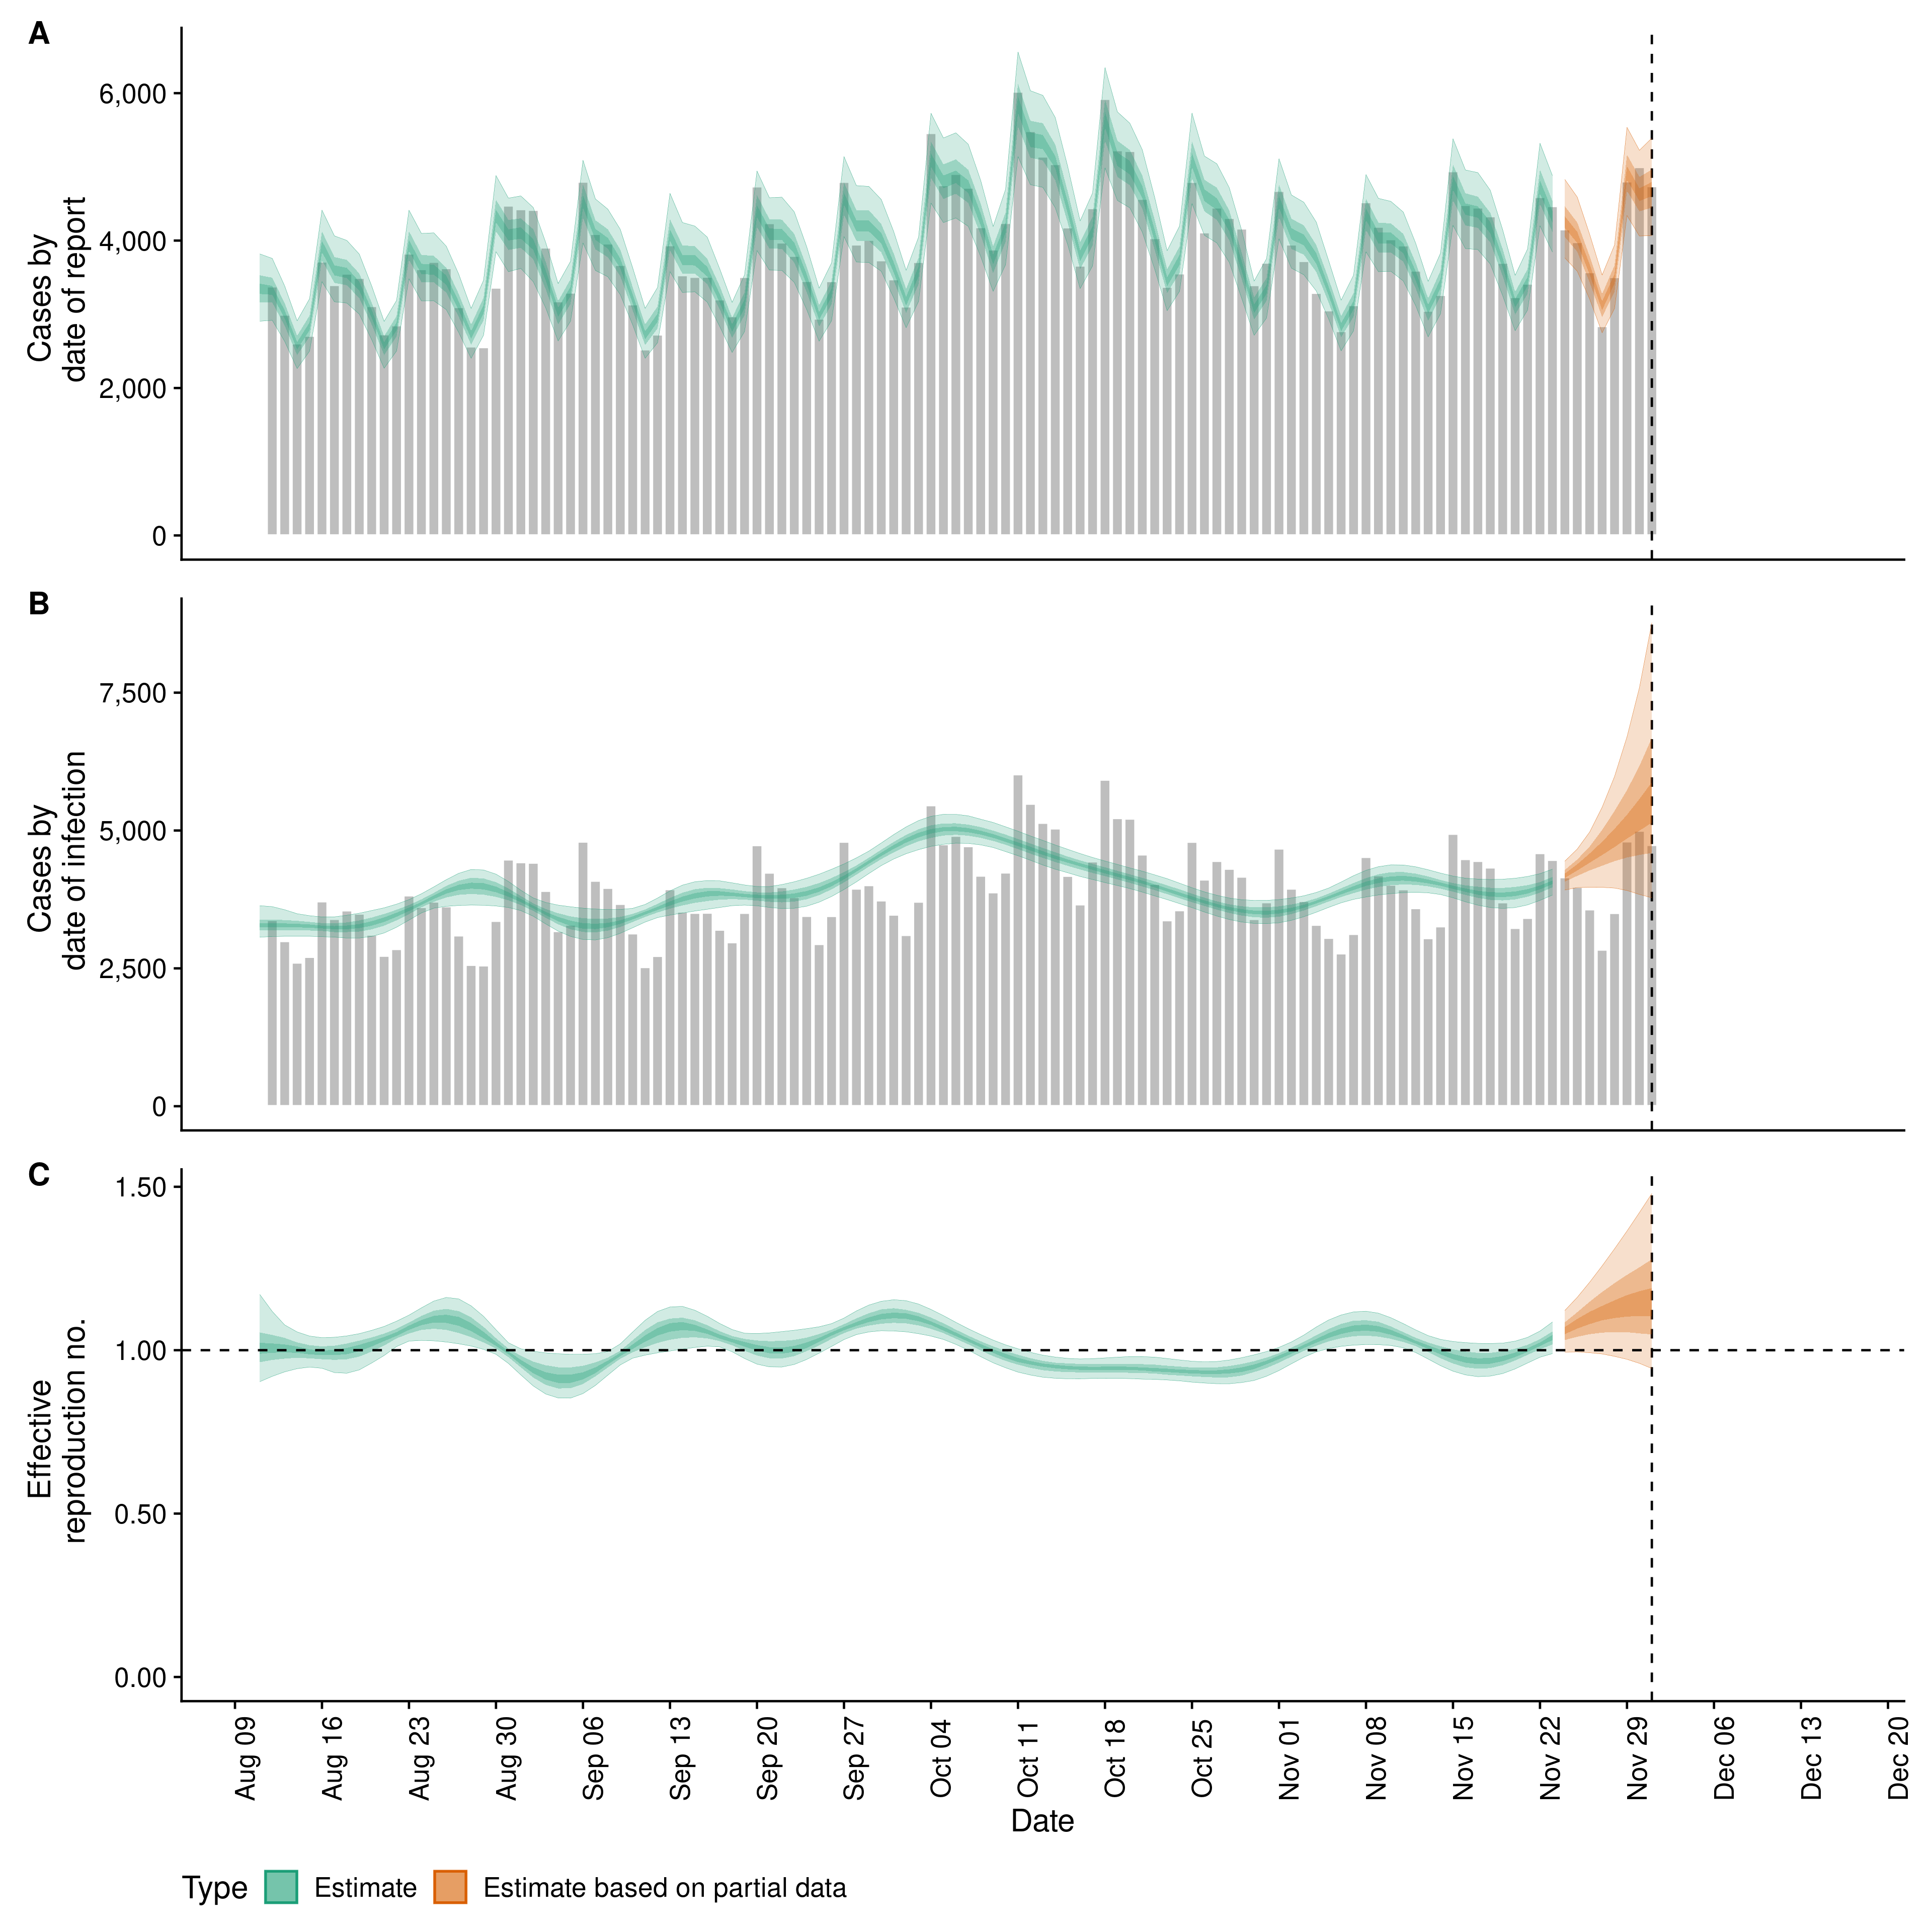 A
6,000
4,000
2,000
0
Cases by
date of report
B
7,500
5,000
2,500
0
Cases by
date of infection
C
1.50
1.00
0.50
0.00
Effective
reproduction no.
Aug 09
Aug 16
Aug 23
Aug 30
Sep 06
Sep 13
Sep 20
Sep 27
Oct 04
Oct 11
Oct 18
Oct 25
Nov 01
Nov 08
Nov 15
Nov 22
Nov 29
Dec 06
Dec 13
Dec 20
Date
Type Estimate Estimate based on partial data